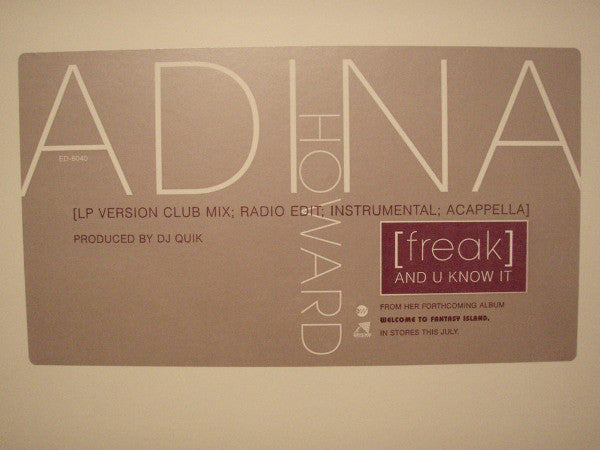 ADINA
HOWARD
ED-6040
[LP VERSION CLUB MIX; RADIO EDIT; INSTRUMENTAL; ACAPPELLA]
PRODUCED BY DJ QUIK
[freak]
AND U KNOW IT
FROM HER FORTHCOMING ALBUM
WELCOME TO FANTASY ISLAND,
IN STORES THIS JULY.